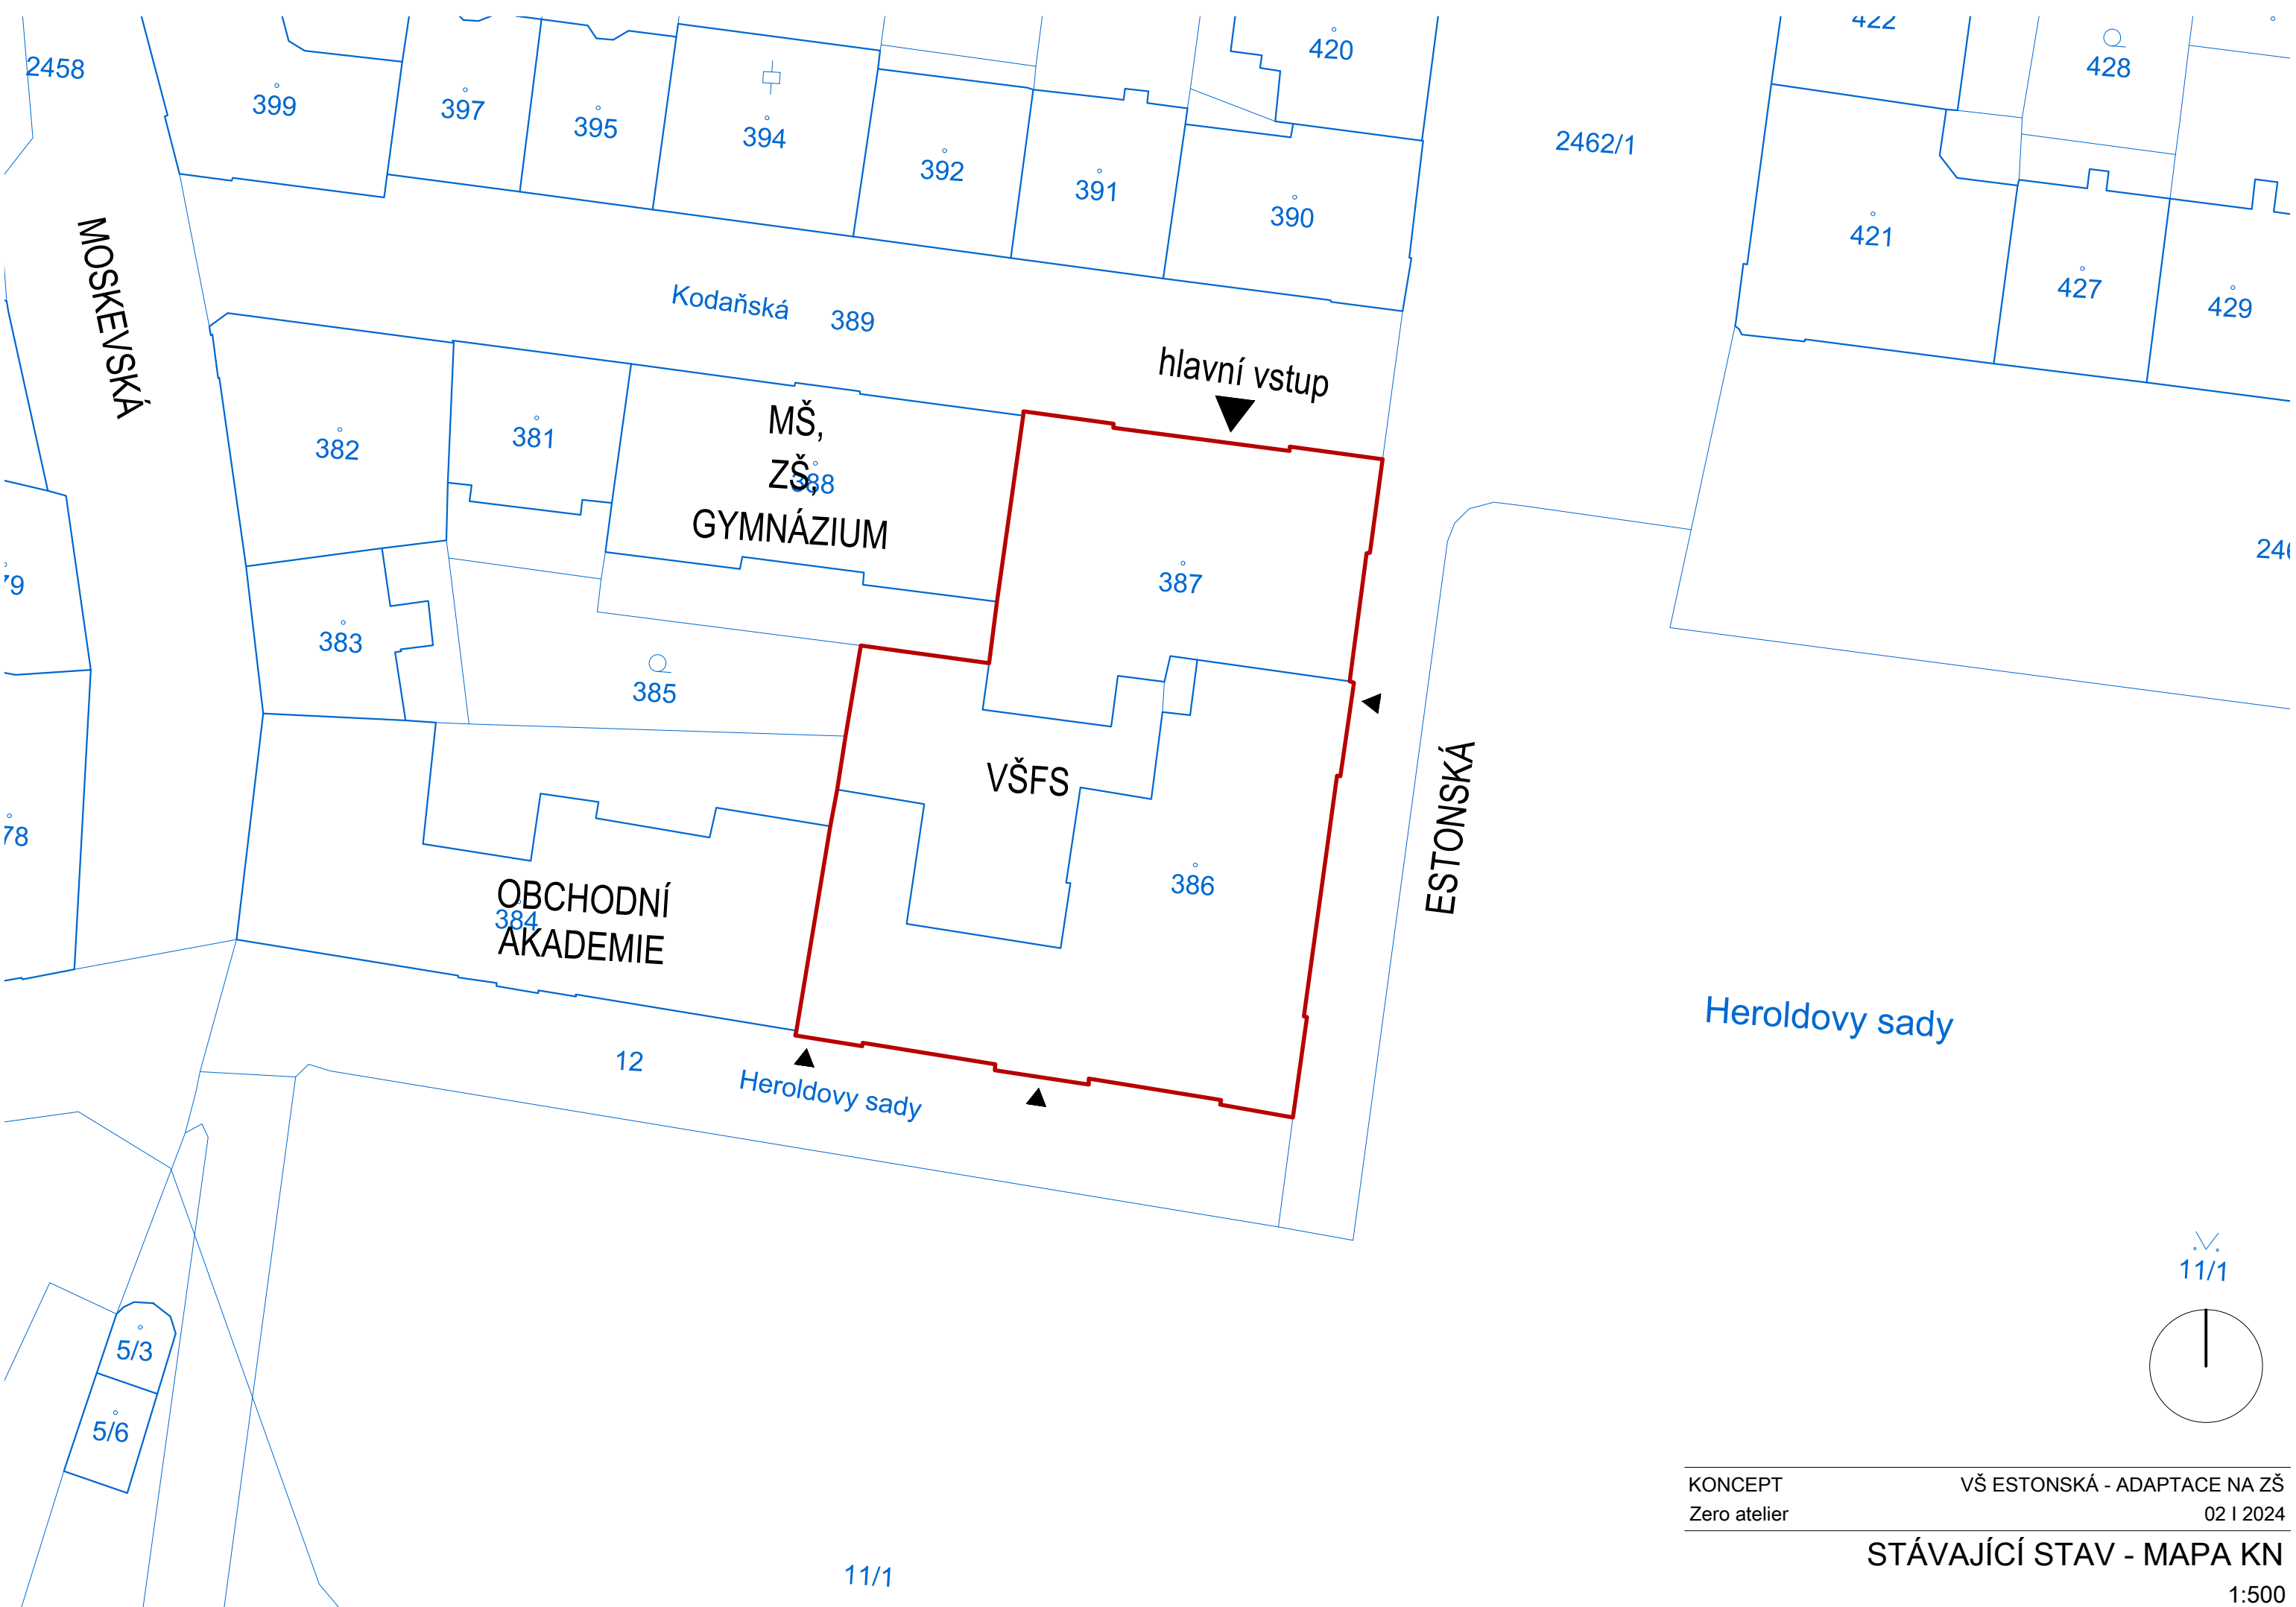 422
428
420
2458
399
397
395
394
392
391
390
2462/1
421
427
429
MOSKEVSKÁ
Kodaňská
389
hlavní vstup
382
381
MŠ,
ZŠ,
388
GYMNÁZIUM
387
383
385
VŠFS
ESTONSKÁ
386
OBCHODNÍ
384
AKADEMIE
12
Heroldovy sady
Heroldovy sady
11/1
5/3
5/6
11/1
KONCEPT
VŠ ESTONSKÁ - ADAPTACE NA ZŠ
Zero atelier
02 I 2024
STÁVAJÍCÍ STAV - MAPA KN
1:500